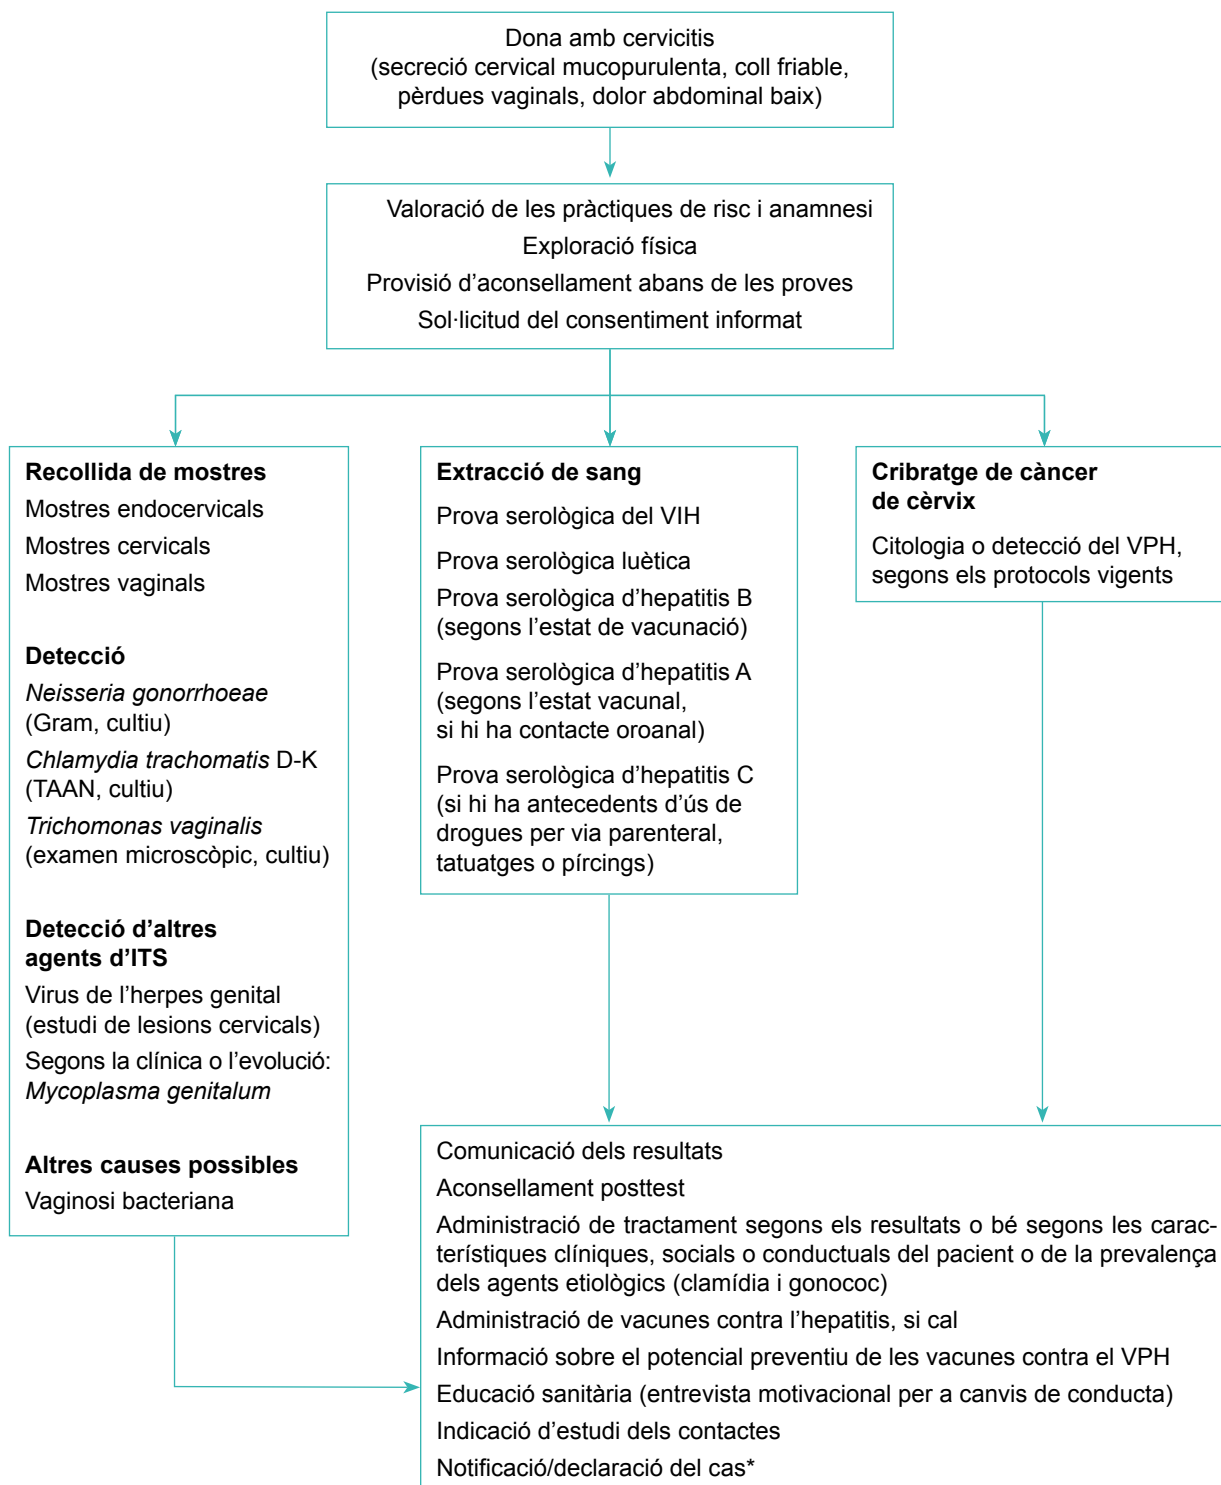 Dona amb cervicitis
(secreció cervical mucopurulenta, coll friable,
pèrdues vaginals, dolor abdominal baix)
Valoració de les pràctiques de risc i anamnesi
Exploració física
Provisió d’aconsellament abans de les proves
Sol·licitud del consentiment informat
Recollida de mostres
Mostres endocervicals
Mostres cervicals
Mostres vaginals
Detecció
Neisseria gonorrhoeae
(Gram, cultiu)
Chlamydia trachomatis D-K
(TAAN, cultiu)
Trichomonas vaginalis
(examen microscòpic, cultiu)
Detecció d’altres
agents d’ITS
Virus de l’herpes genital
(estudi de lesions cervicals)
Segons la clínica o l’evolució:
Mycoplasma genitalum
Altres causes possibles
Vaginosi bacteriana
Extracció de sang
Prova serològica del VIH
Prova serològica luètica
Prova serològica d’hepatitis B
(segons l’estat de vacunació)
Prova serològica d’hepatitis A
(segons l’estat vacunal,
si hi ha contacte oroanal)
Prova serològica d’hepatitis C
(si hi ha antecedents d’ús de
drogues per via parenteral,
tatuatges o pírcings)
Cribratge de càncer
de cèrvix
Citologia o detecció del VPH,
segons els protocols vigents
Comunicació dels resultats
Aconsellament posttest
Administració de tractament segons els resultats o bé segons les carac-
terístiques clíniques, socials o conductuals del pacient o de la prevalença
dels agents etiològics (clamídia i gonococ)
Administració de vacunes contra l’hepatitis, si cal
Informació sobre el potencial preventiu de les vacunes contra el VPH
Educació sanitària (entrevista motivacional per a canvis de conducta)
Indicació d’estudi dels contactes
Notificació/declaració del cas*